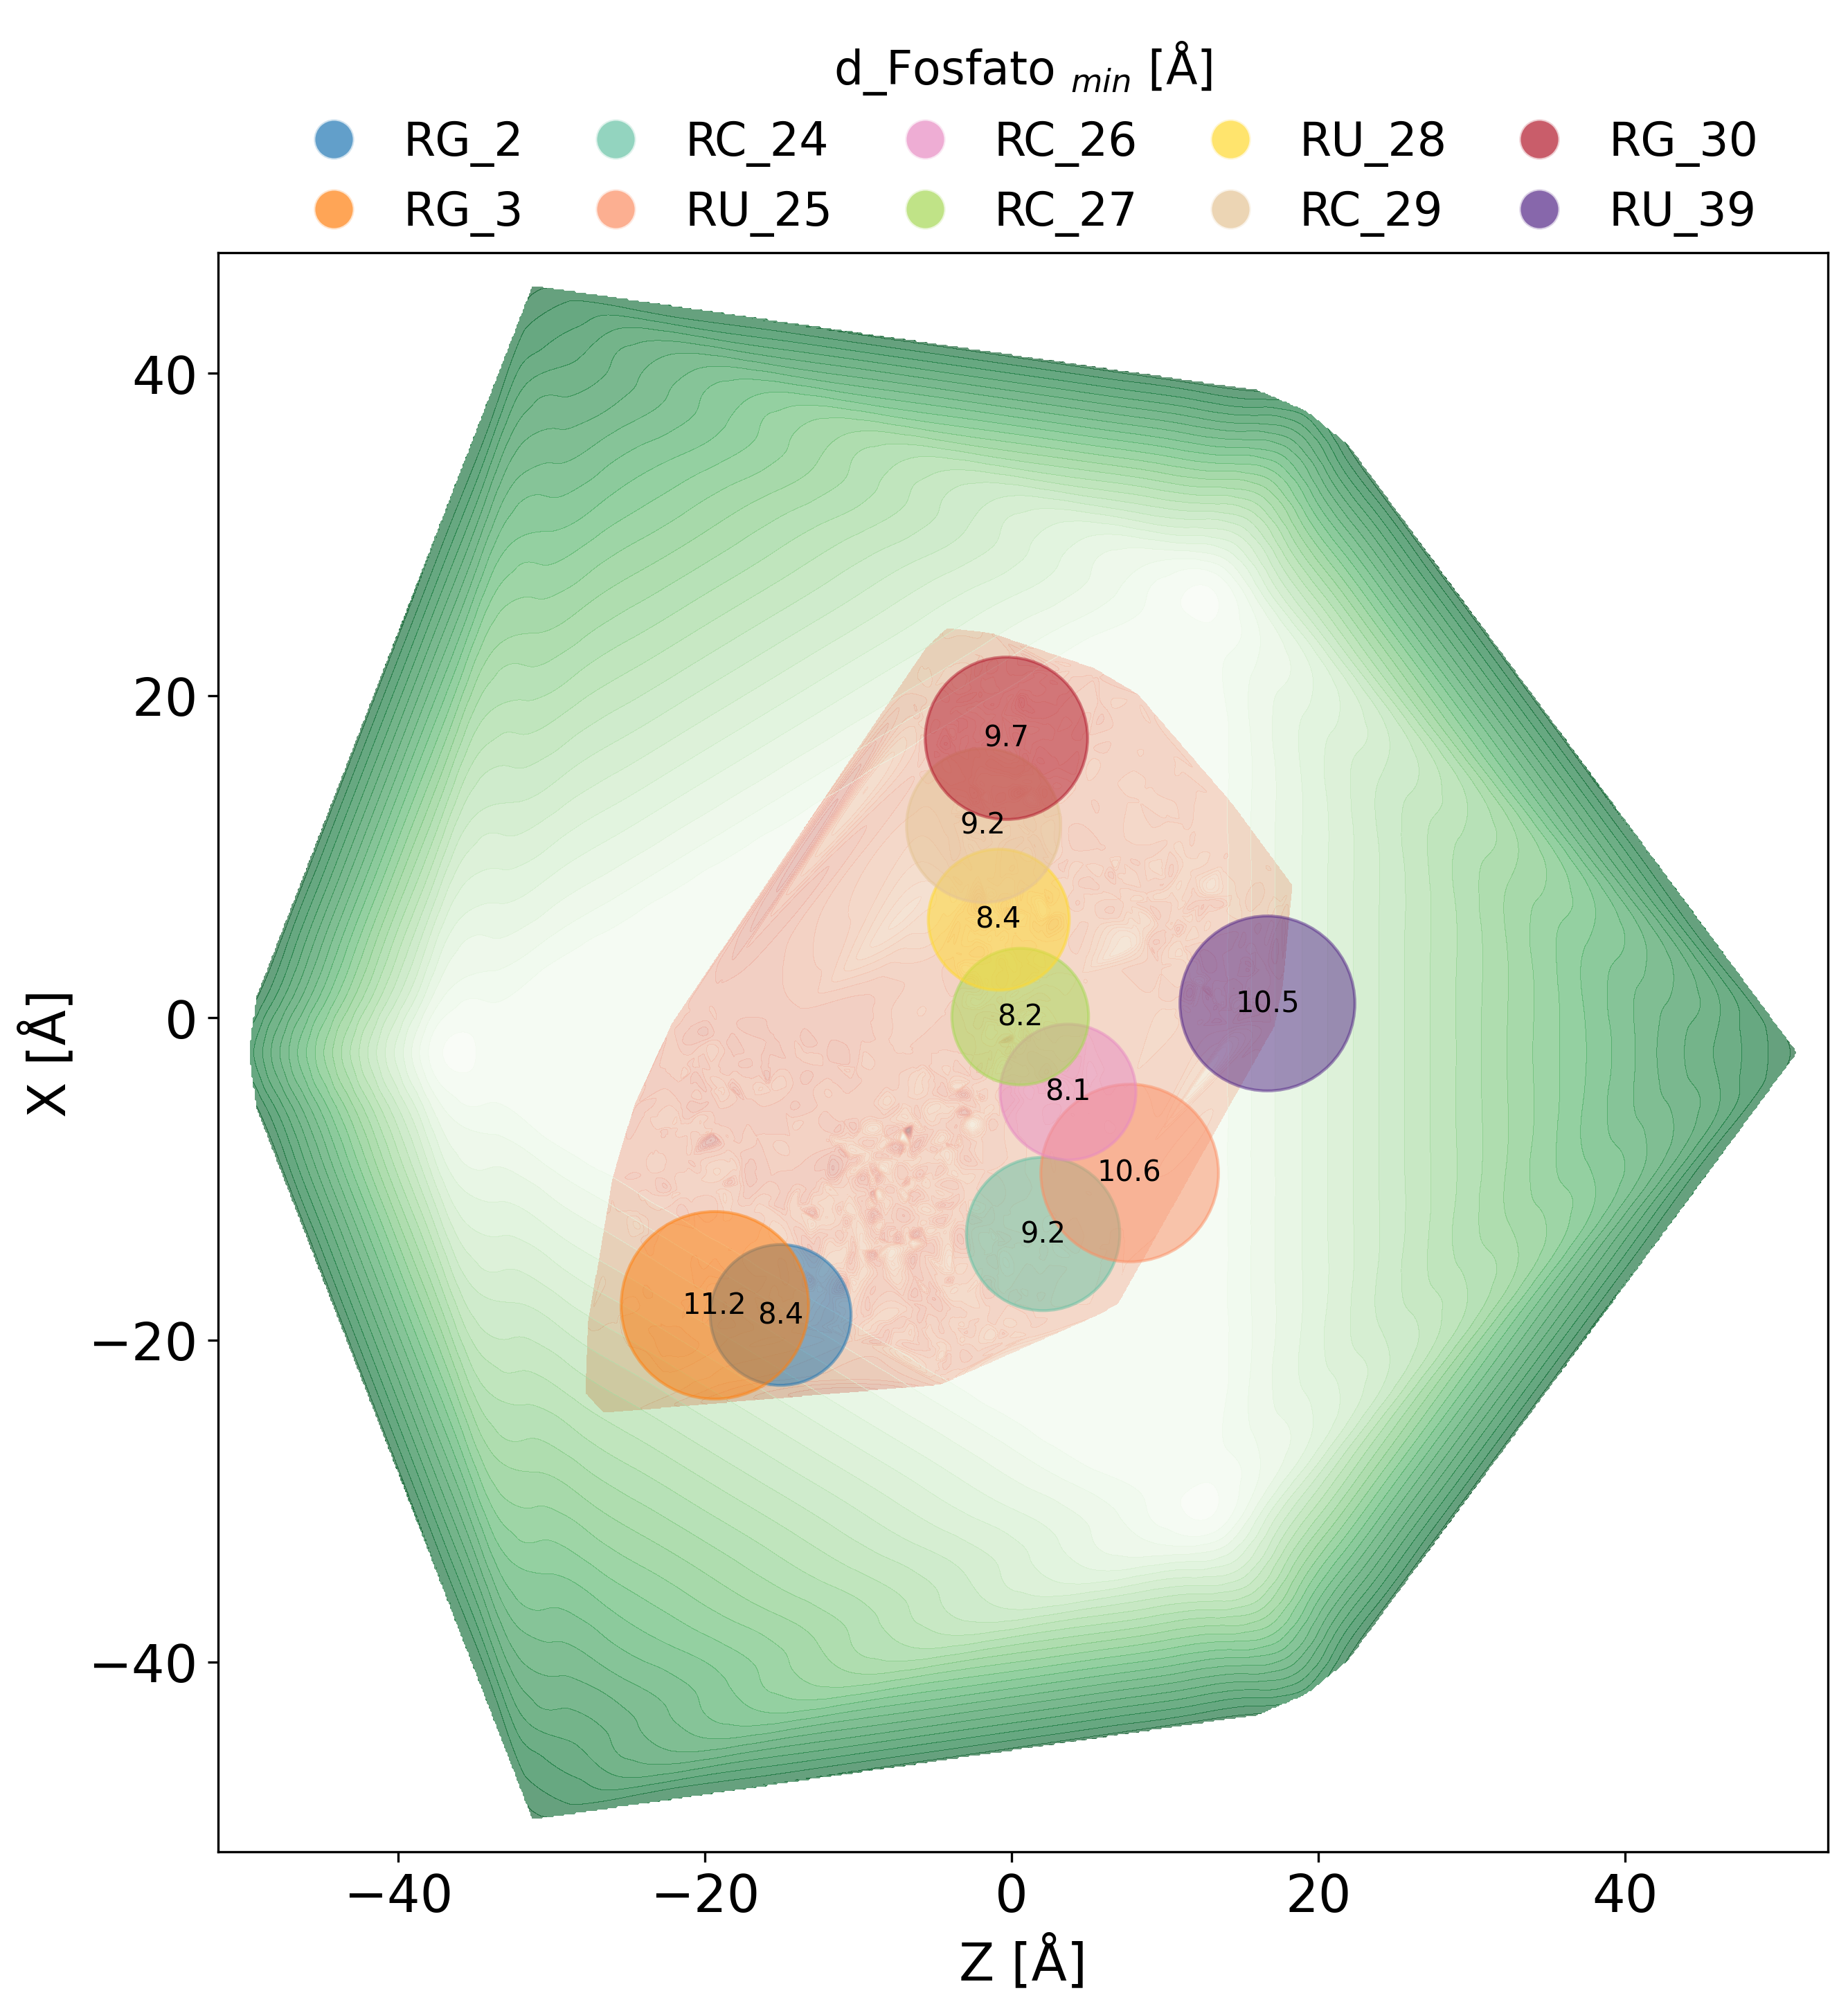 d_Fosfato min [Å]
RG_2 RC_24 RC_26 RU_28 RG_30
RG_3 RU_25 RC_27 RC_29 RU_39
40
20
0
−20
−40
X [Å]
9.7
9.2
8.4
8.2
10.5
8.1
10.6
9.2
11.2 8.4
−40 −20 0 20 40
Z [Å]